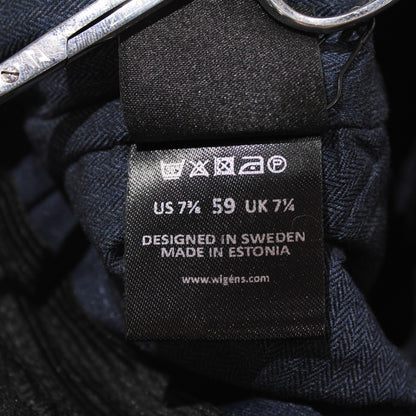 US 7⅜ 59 UK 7¼
DESIGNED IN SWEDEN
MADE IN ESTONIA
www.wigens.com